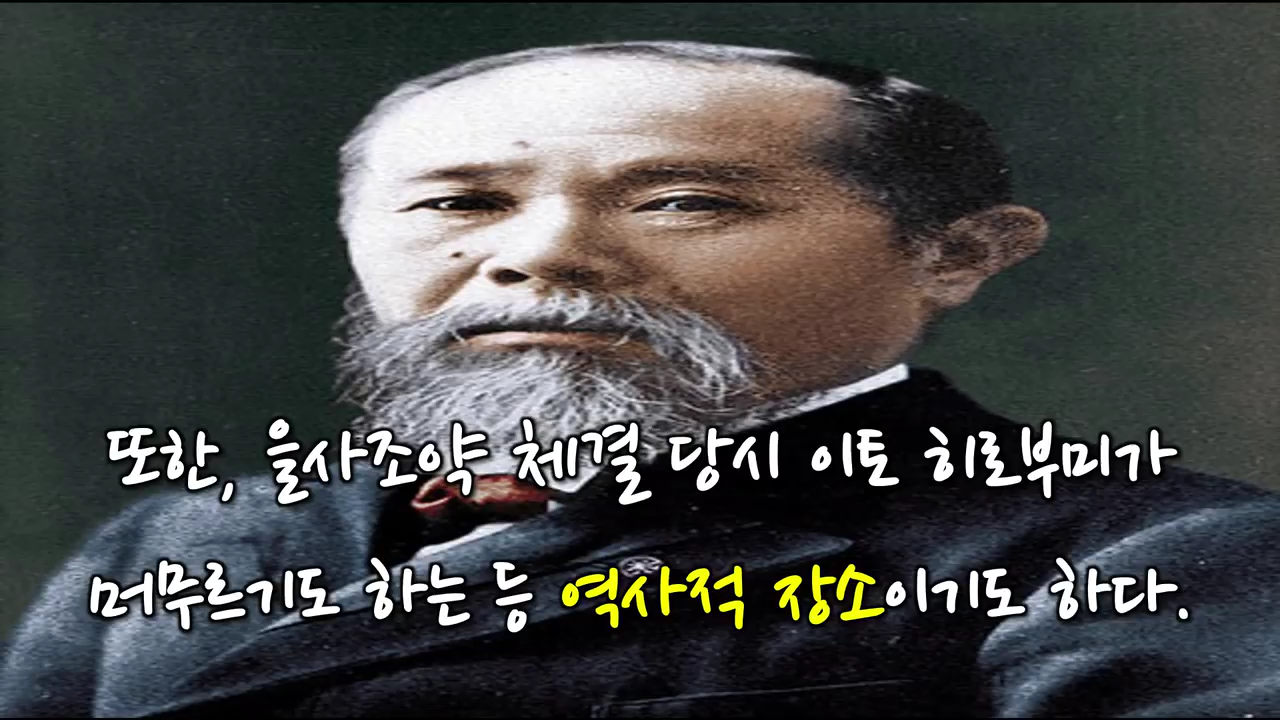 또한, 을사조약 체결 당시 이토 히로부미가
머무르기도 하는 등 역사적 장소이기도 하다.